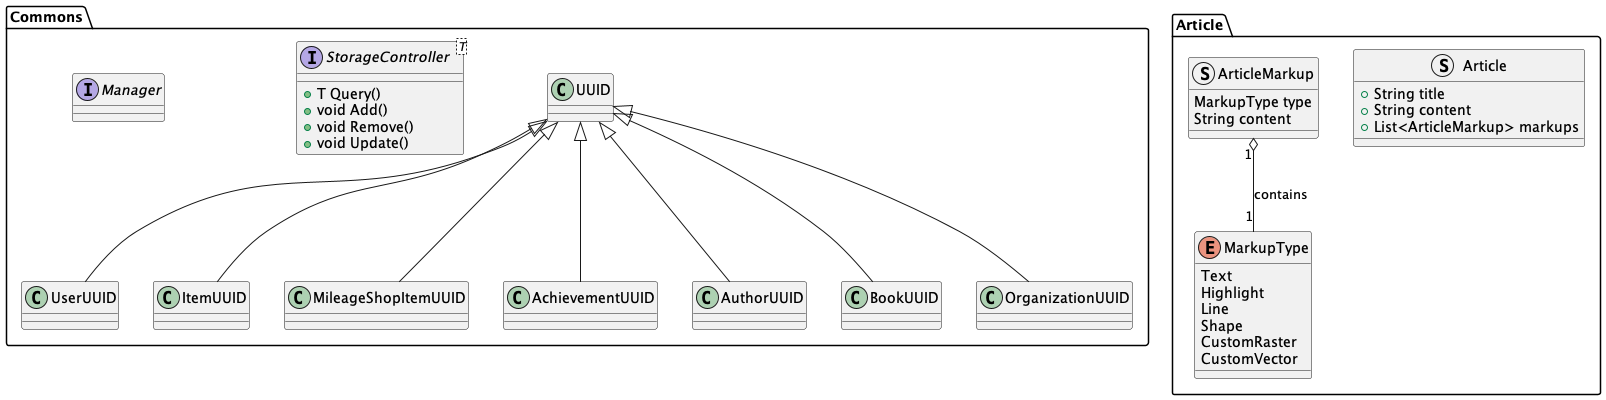 Commons
Manager
StorageController
T
T Query()
void Add()
void Remove()
void Update()
UUID
UserUUID
ItemUUID
MileageShopItemUUID
AchievementUUID
AuthorUUID
BookUUID
OrganizationUUID
Article
ArticleMarkup
MarkupType type
String content
Article
String title
String content
List<ArticleMarkup> markups
1
contains
1
MarkupType
Text
Highlight
Line
Shape
CustomRaster
CustomVector